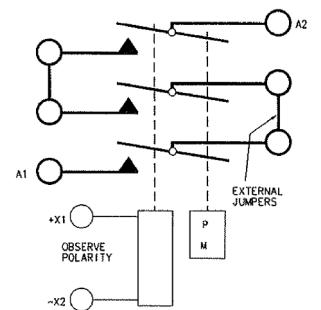 A2
A1
EXTERNAL
JUMPERS
+X1
OBSERVE
POLARITY
P
M
~X2